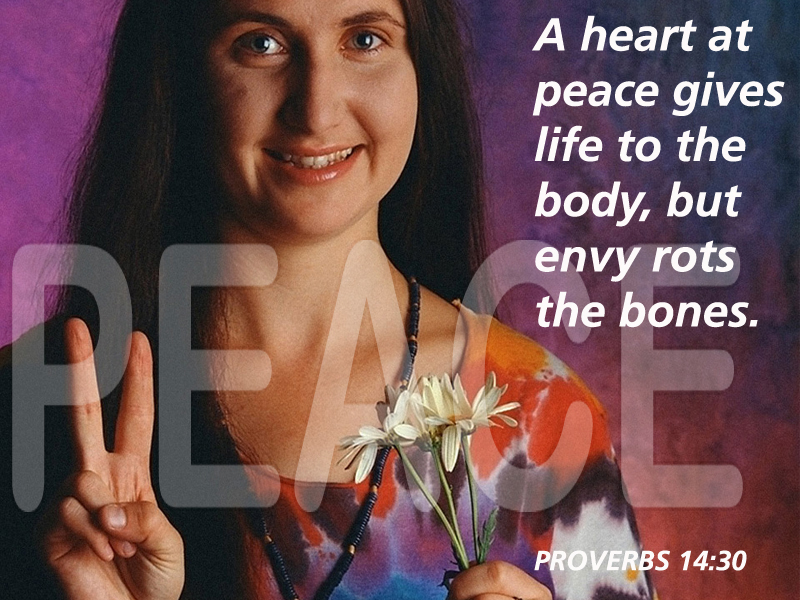 A heart at
peace gives
life to the
body, but
envy rots
the bones.
PEACE
PROVERBS 14:30